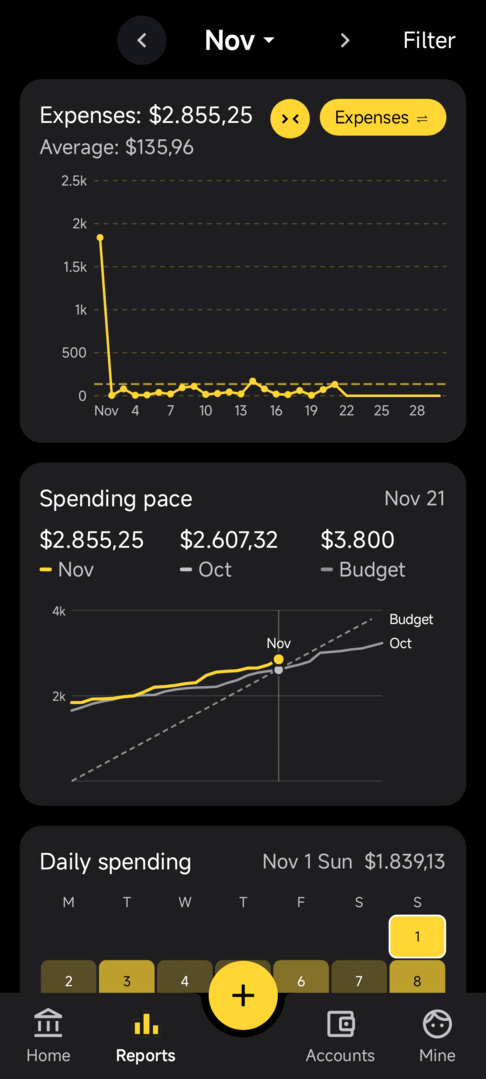 Nov Filter
Expenses: $2.855,25 Expenses
Average: $135,96
2.5k
2k
1.5k
1k
500
0
Nov 4 7 10 13 16 19 22 25 28
Spending pace Nov 21
$2.855,25 $2.607,32 $3.800
Nov Oct Budget
4k
Budget
Nov
Oct
2k
Daily spending Nov 1 Sun $1.839,13
M T W T F S S
1
2 3 4 6 7 8
Home Reports Accounts Mine